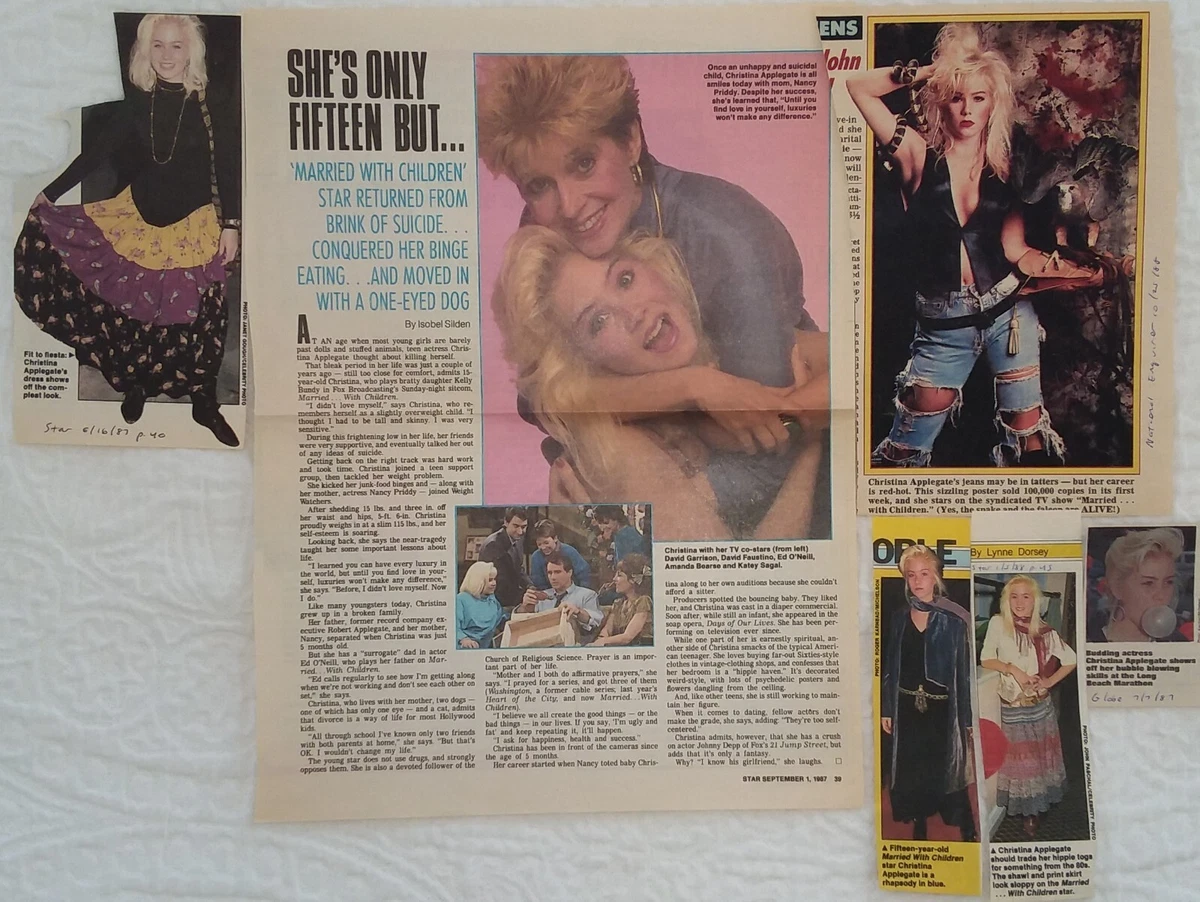 Fit to fiesta: ▶
Christina
Applegate's
dress shows
off the com-
pleat look.
PHOTO: JANET GOUGH/CELEBRITY PHOTO
Star 6/16/87 p. 40
SHE'S ONLY
FIFTEEN BUT...
'MARRIED WITH CHILDREN'
STAR RETURNED FROM
BRINK OF SUICIDE. . .
CONQUERED HER BINGE
EATING. . .AND MOVED IN
WITH A ONE-EYED DOG
By Isobel Silden
AT AN age when most young girls are barely
past dolls and stuffed animals, teen actress Chris-
tina Applegate thought about killing herself.
That bleak period in her life was just a couple of
years ago — still too close for comfort, admits 15-
year-old Christina, who plays bratty daughter Kelly
Bundy in Fox Broadcasting's Sunday-night sitcom,
Married . . . With Children.
"I didn't love myself," says Christina, who re-
members herself as a slightly overweight child. "I
thought I had to be tall and skinny. I was very
sensitive."
During this frightening low in her life, her friends
were very supportive, and eventually talked her out
of any ideas of suicide.
Getting back on the right track was hard work
and took time. Christina joined a teen support
group, then tackled her weight problem.
She kicked her junk-food binges and — along with
her mother, actress Nancy Priddy — joined Weight
Watchers.
After shedding 15 lbs. and three in. off
her waist and hips, 5-ft. 6-in. Christina
proudly weighs in at a slim 115 lbs., and her
self-esteem is soaring.
Looking back, she says the near-tragedy
taught her some important lessons about
life.
"I learned you can have every luxury in
the world, but until you find love in your-
self, luxuries won't make any difference,"
she says. "Before, I didn't love myself. Now
I do."
Like many youngsters today, Christina
grew up in a broken family.
Her father, former record company ex-
ecutive Robert Applegate, and her mother,
Nancy, separated when Christina was just
5 months old.
But she has a "surrogate" dad in actor
Ed O'Neill, who plays her father on Mar-
ried. . .With Children.
"Ed calls regularly to see how I'm getting along
when we're not working and don't see each other on
the set," she says.
Christina, who lives with her mother, two dogs —
one of which has only one eye — and a cat, admits
that divorce is a way of life for most Hollywood
kids.
"All through school I've known only two friends
with both parents at home," she says. "But that's
OK. I wouldn't change my life."
The young star does not use drugs, and strongly
opposes them. She is also a devoted follower of the
Once an unhappy and suicidal
child, Christina Applegate is all
smiles today with mom, Nancy
Priddy. Despite her success,
she's learned that, "Until you
find love in yourself, luxuries
won't make any difference."
Christina with her TV co-stars (from left)
David Garrison, David Faustino, Ed O'Neill,
Amanda Bearse and Katey Sagal.
Church of Religious Science. Prayer is an impor-
tant part of her life.
"Mother and I both do affirmative prayers," she
says. "I prayed for a series, and got three of them
(Washington, a former cable series; last year's
Heart of the City; and now Married. . .With
Children).
"I believe we all create the good things — or the
bad things — in our lives. If you say, 'I'm ugly and
fat' and keep repeating it, it'll happen.
"I ask for happiness, health and success."
Christina has been in front of the cameras since
the age of 5 months.
Her career started when Nancy toted baby Chris-
tina along to her own auditions because she couldn't
afford a sitter.
Producers spotted the bouncing baby. They liked
her, and Christina was cast in a diaper commercial.
Soon after, while still an infant, she appeared in the
soap opera, Days of Our Lives. She has been per-
forming on television ever since.
While one part of her is earnestly spiritual, an-
other side of Christina smacks of the typical Ameri-
can teenager. She loves buying far-out Sixties-style
clothes in vintage-clothing shops, and confesses that
her bedroom is a "hippie haven." It's decorated
weird-style, with lots of psychedelic posters and
flowers dangling from the ceiling.
And, like other teens, she is still working to main-
tain her figure.
When it comes to dating, fellow actors don't
make the grade, she says, adding: "They're too self-
centered."
Christina admits, however, that she has a crush
on actor Johnny Depp of Fox's 21 Jump Street, but
adds that it's only a fantasy.
Why? "I know his girlfriend," she laughs. □
STAR SEPTEMBER 1, 1987 39
ENS
John
ve-in
d she
arital
ie —
now
will
len-
National Enquirer
Christina Applegate's jeans may be in tatters — but her career
is red-hot. This sizzling poster sold 100,000 copies in its first
week, and she stars on the syndicated TV show "Married . . .
with Children." (Yes, the snake and the falcon are ALIVE!)
OPLE
By Lynne Dorsey
▲ Fifteen-year-old
Married With Children
star Christina
Applegate is a
rhapsody in blue.
▲ Christina Applegate
should trade her hippie togs
for something from the 80s.
The shawl and print skirt
look sloppy on the Married
. . . With Children star.
Budding actress
Christina Applegate shows
off her bubble blowing
skills at the Long
Beach Marathon
Globe 7/7/87